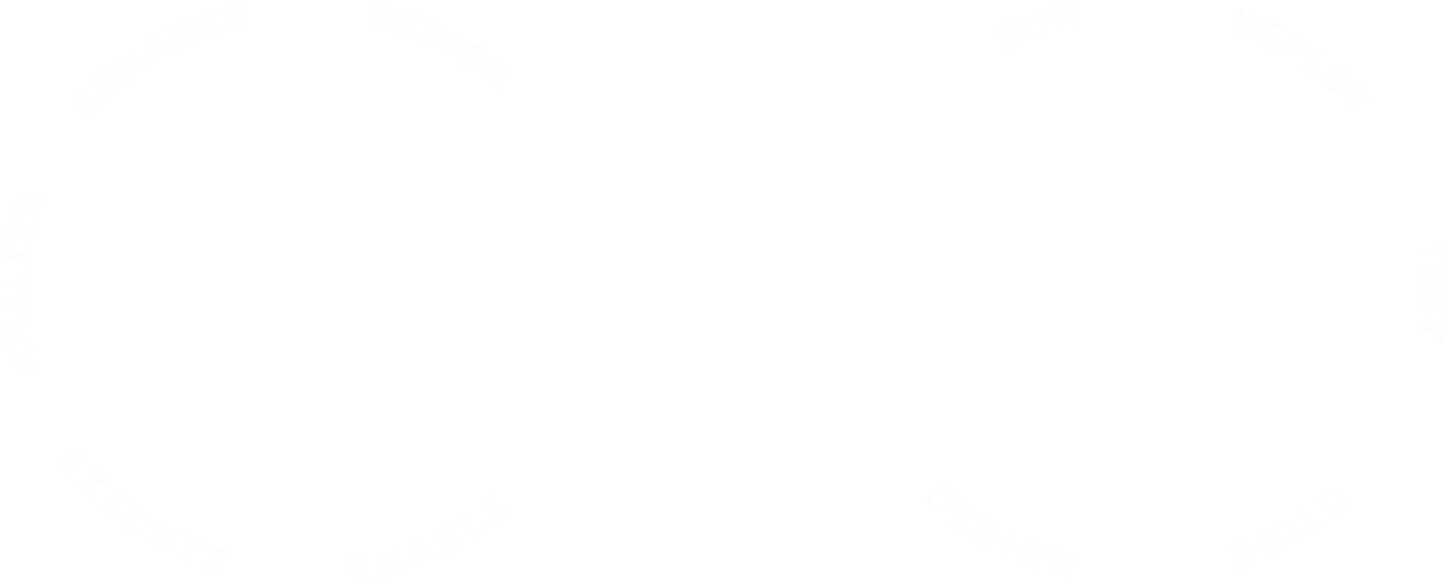 ENHANCE
DESIGN
RUN
DEPLOY
ANALYZE
TEST
EXECUTE
ENABLE
DESIGN
BUILD